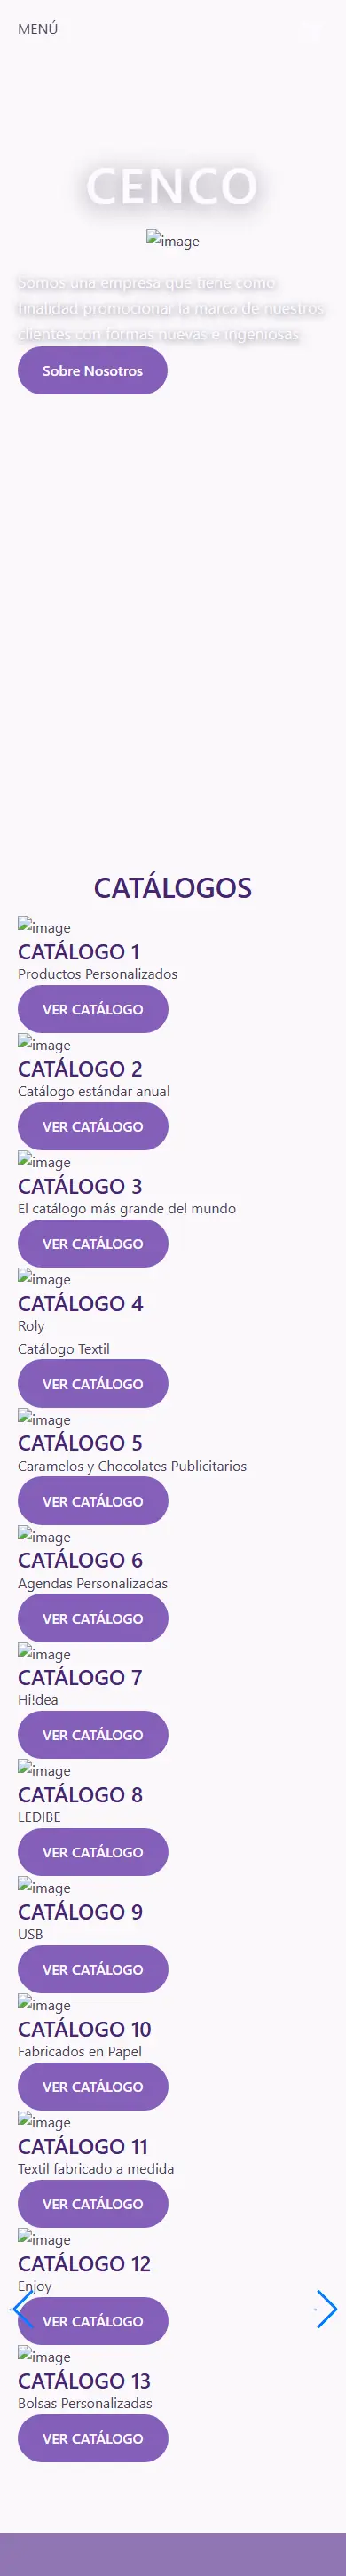 MENÚ
CENCO
image
Somos una empresa que tiene como
finalidad promocionar la marca de nuestros
clientes con formas nuevas e ingeniosas.
Sobre Nosotros
CATÁLOGOS
image
CATÁLOGO 1
Productos Personalizados
VER CATÁLOGO
image
CATÁLOGO 2
Catálogo estándar anual
VER CATÁLOGO
image
CATÁLOGO 3
El catálogo más grande del mundo
VER CATÁLOGO
image
CATÁLOGO 4
Roly
Catálogo Textil
VER CATÁLOGO
image
CATÁLOGO 5
Caramelos y Chocolates Publicitarios
VER CATÁLOGO
image
CATÁLOGO 6
Agendas Personalizadas
VER CATÁLOGO
image
CATÁLOGO 7
Hi!dea
VER CATÁLOGO
image
CATÁLOGO 8
LEDIBE
VER CATÁLOGO
image
CATÁLOGO 9
USB
VER CATÁLOGO
image
CATÁLOGO 10
Fabricados en Papel
VER CATÁLOGO
image
CATÁLOGO 11
Textil fabricado a medida
VER CATÁLOGO
image
CATÁLOGO 12
Enjoy
VER CATÁLOGO
image
CATÁLOGO 13
Bolsas Personalizadas
VER CATÁLOGO